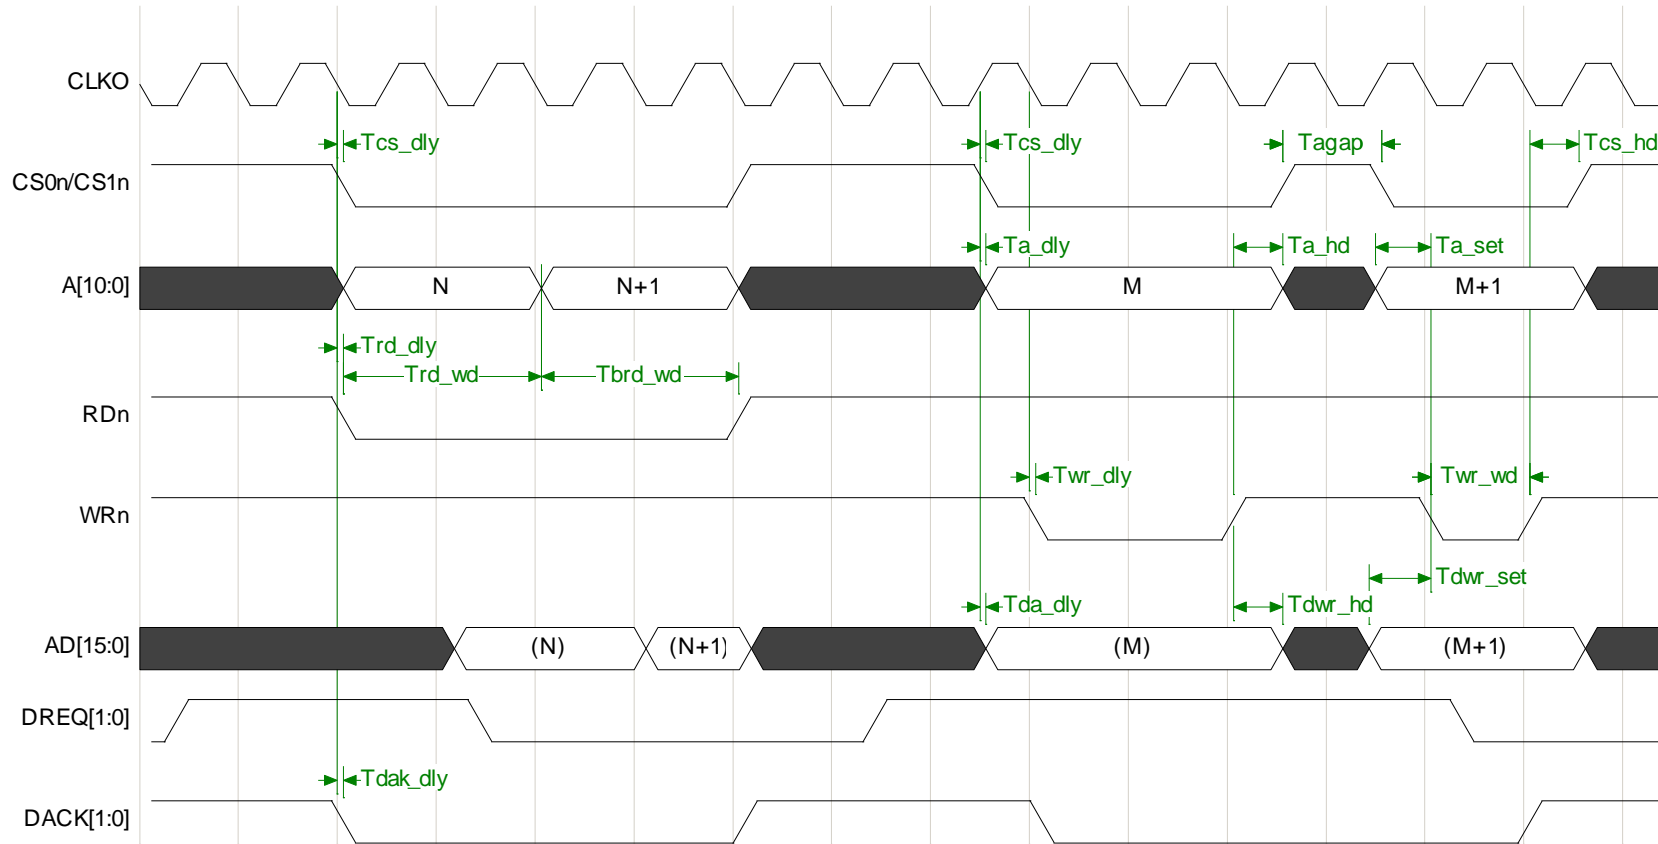 CLKO
Tcs_dly Tcs_dly Tagap Tcs_hd
CS0n/CS1n
Ta_dly Ta_hd Ta_set
A[10:0] N N+1 M M+1
Trd_dly
Trd_wd Tbrd_wd
RDn
Twr_dly Twr_wd
WRn
Tdwr_set
Tda_dly Tdwr_hd
AD[15:0] (N) (N+1) (M) (M+1)
DREQ[1:0]
Tdak_dly
DACK[1:0]